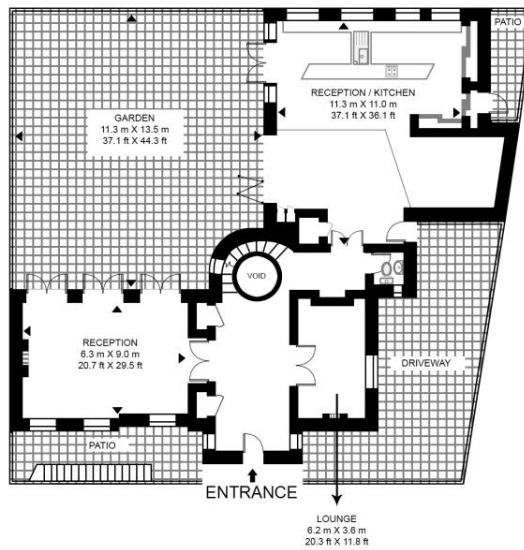 PATIO
RECEPTION / KITCHEN
11.3 m X 11.0 m
37.1 ft X 36.1 ft
GARDEN
11.3 m X 13.5 m
37.1 ft X 44.3 ft
VOID
RECEPTION
6.3 m X 9.0 m
20.7 ft X 29.5 ft
DRIVEWAY
PATIO
ENTRANCE
LOUNGE
6.2 m X 3.6 m
20.3 ft X 11.8 ft